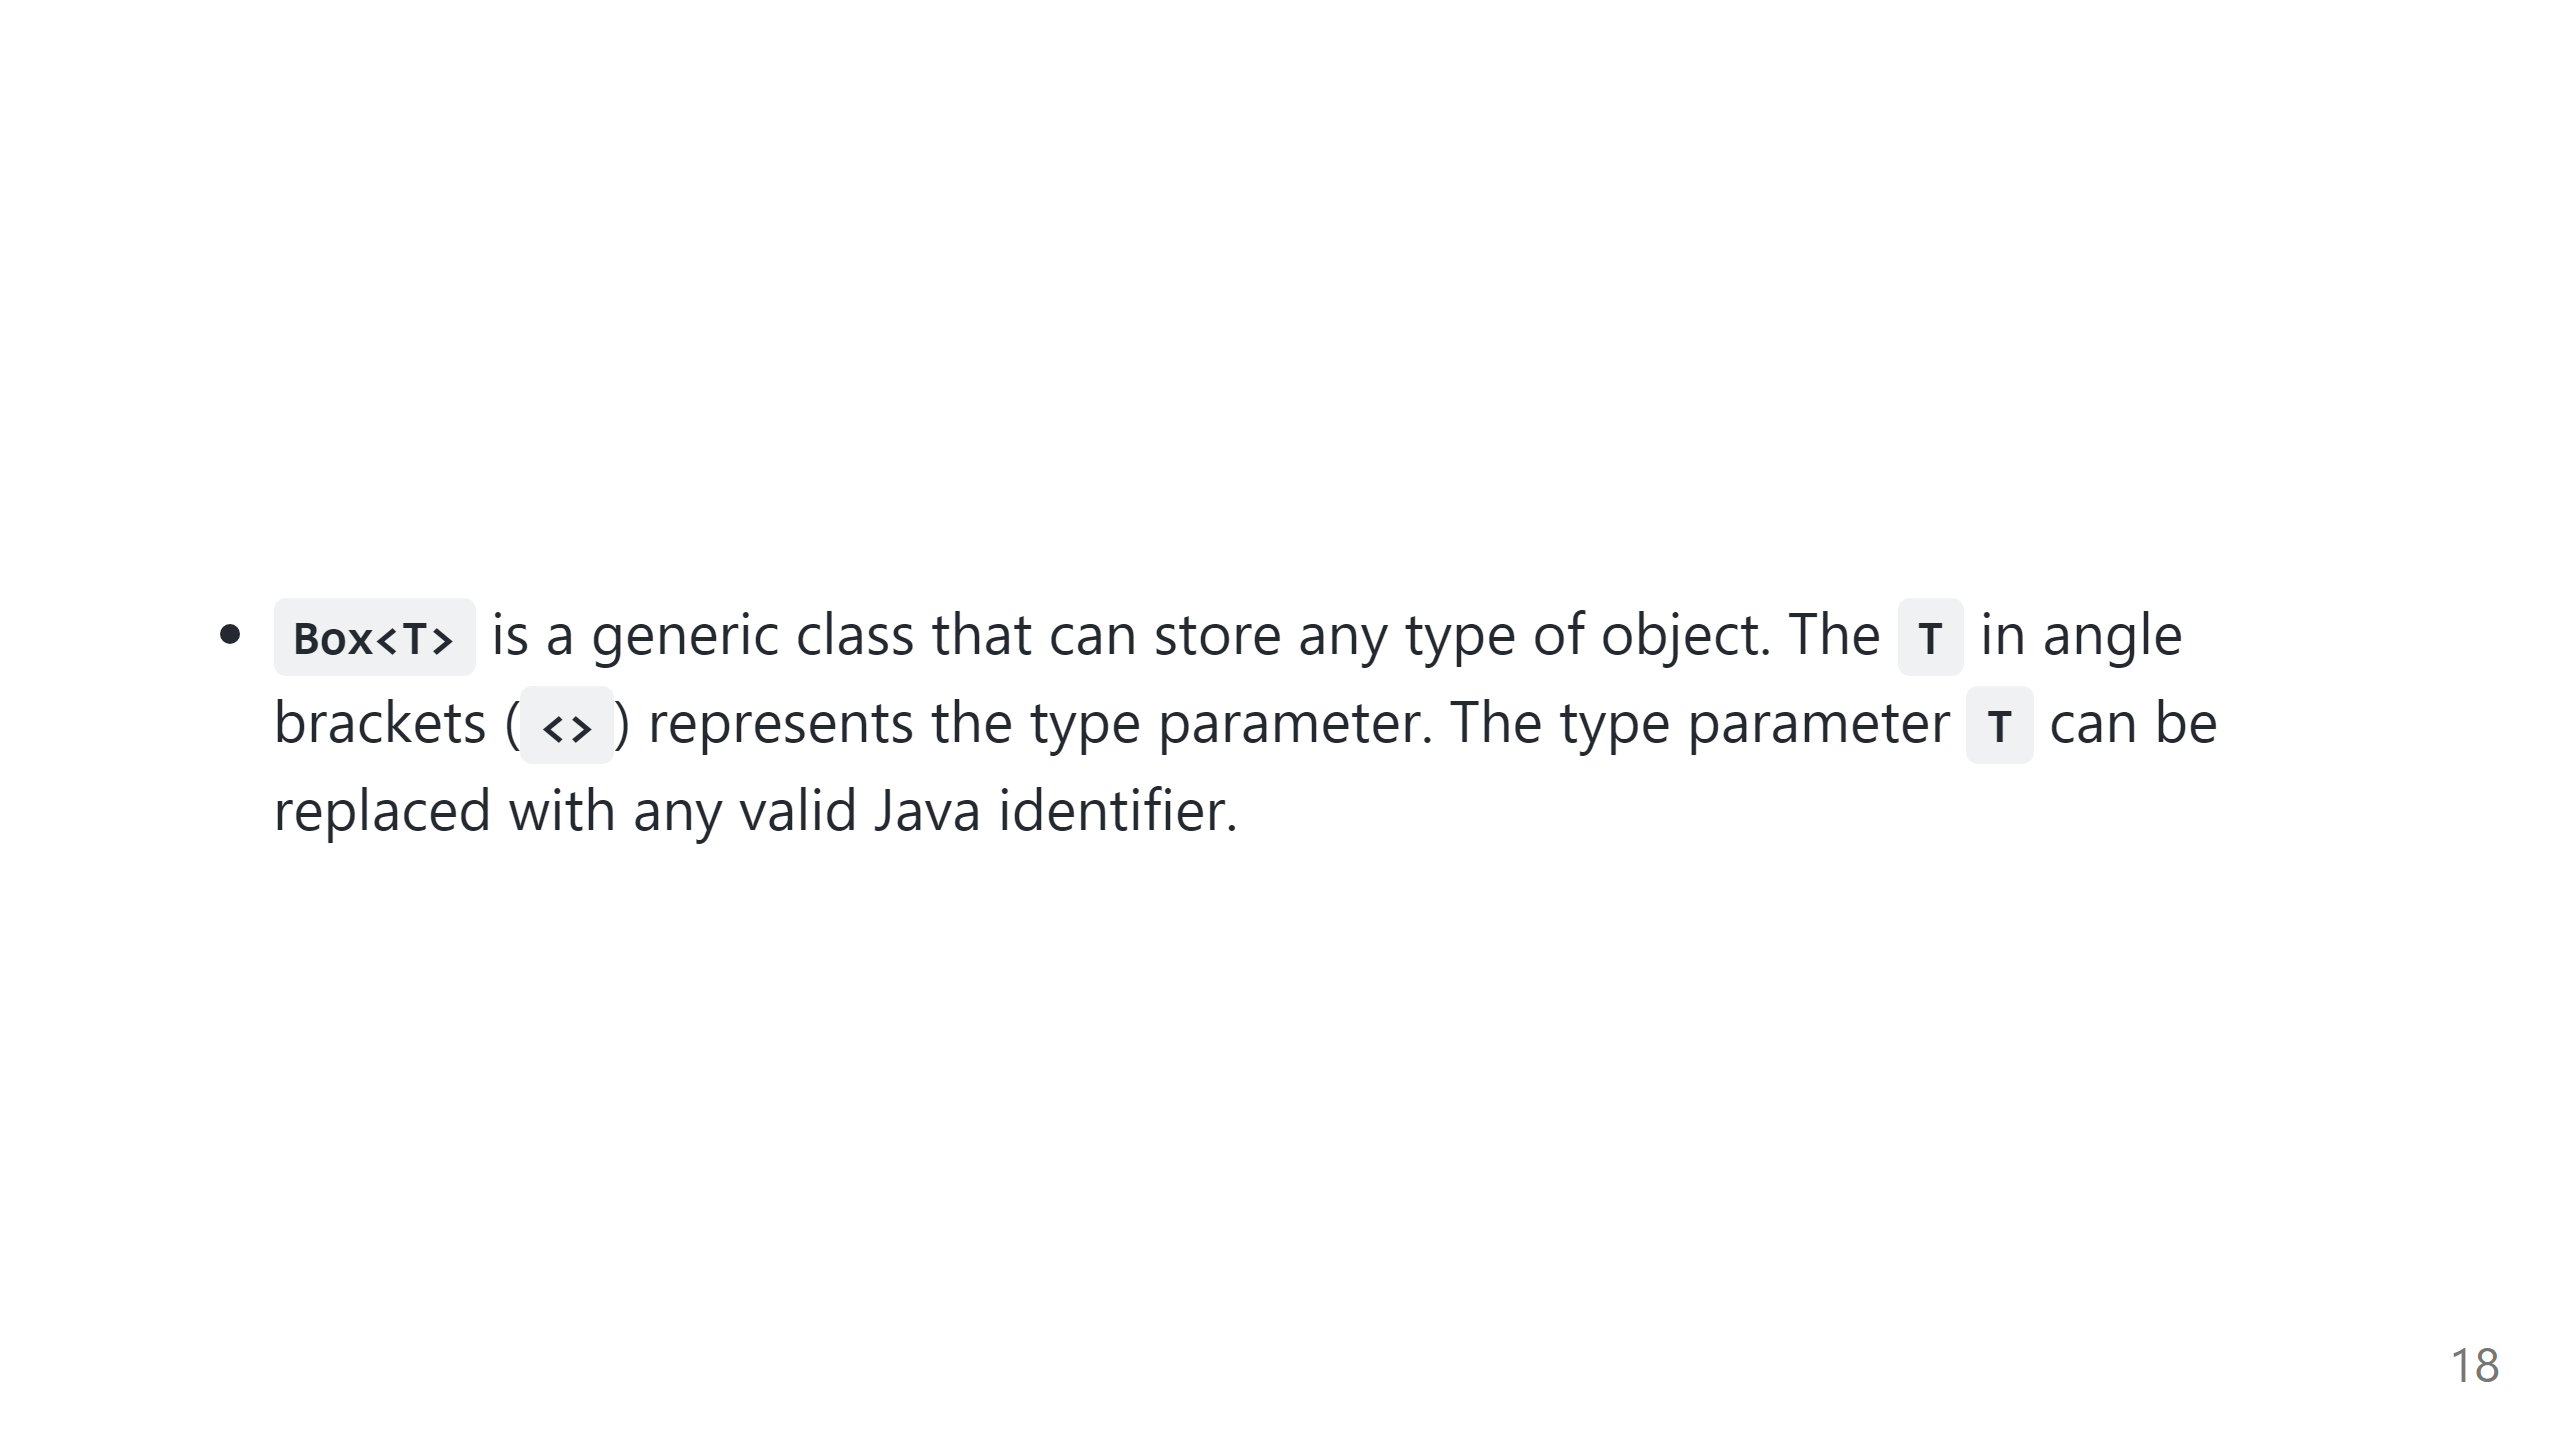 • Box<T> is a generic class that can store any type of object. The T in angle
brackets (<>) represents the type parameter. The type parameter T can be
replaced with any valid Java identifier.
18